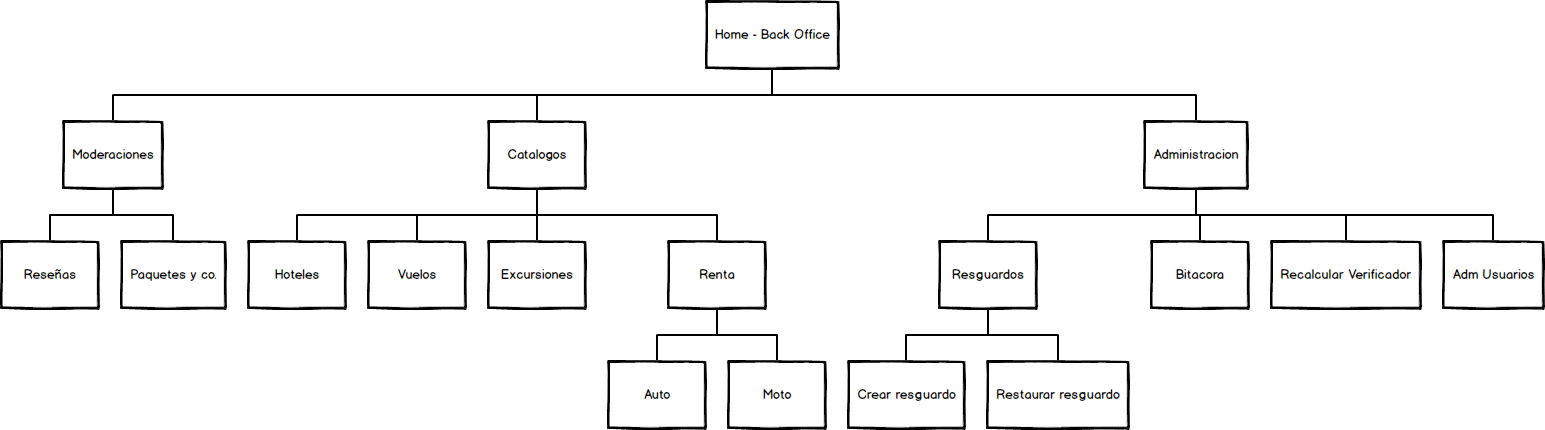 Home - Back Office
Moderaciones
Catalogos
Administracion
Reseñas
Paquetes y co.
Hoteles
Vuelos
Excursiones
Renta
Resguardos
Bitacora
Recalcular Verificador
Adm Usuarios
Auto
Moto
Crear resguardo
Restaurar resguardo